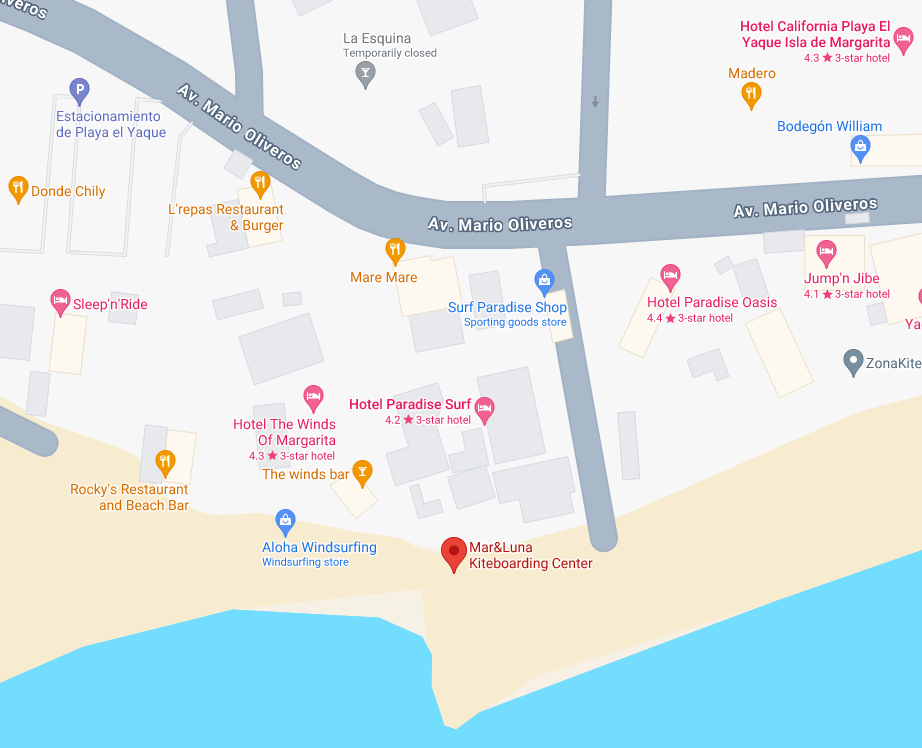 liveros
La Esquina
Temporarily closed
Hotel California Playa El
Yaque Isla de Margarita
4.3 ★ 3-star hotel
Madero
P
Estacionamiento
de Playa el Yaque
Av. Mario Oliveros
Bodegón William
Donde Chily
L'repas Restaurant
& Burger
Av. Mario Oliveros
Av. Mario Oliveros
Mare Mare
Sleep'n'Ride
Surf Paradise Shop
Sporting goods store
Hotel Paradise Oasis
4.4 ★ 3-star hotel
Jump'n Jibe
4.1 ★ 3-star hotel
Ya
ZonaKite
Hotel Paradise Surf
4.2 ★ 3-star hotel
Hotel The Winds
Of Margarita
4.3 ★ 3-star hotel
The winds bar
Rocky's Restaurant
and Beach Bar
Aloha Windsurfing
Windsurfing store
Mar&Luna
Kiteboarding Center